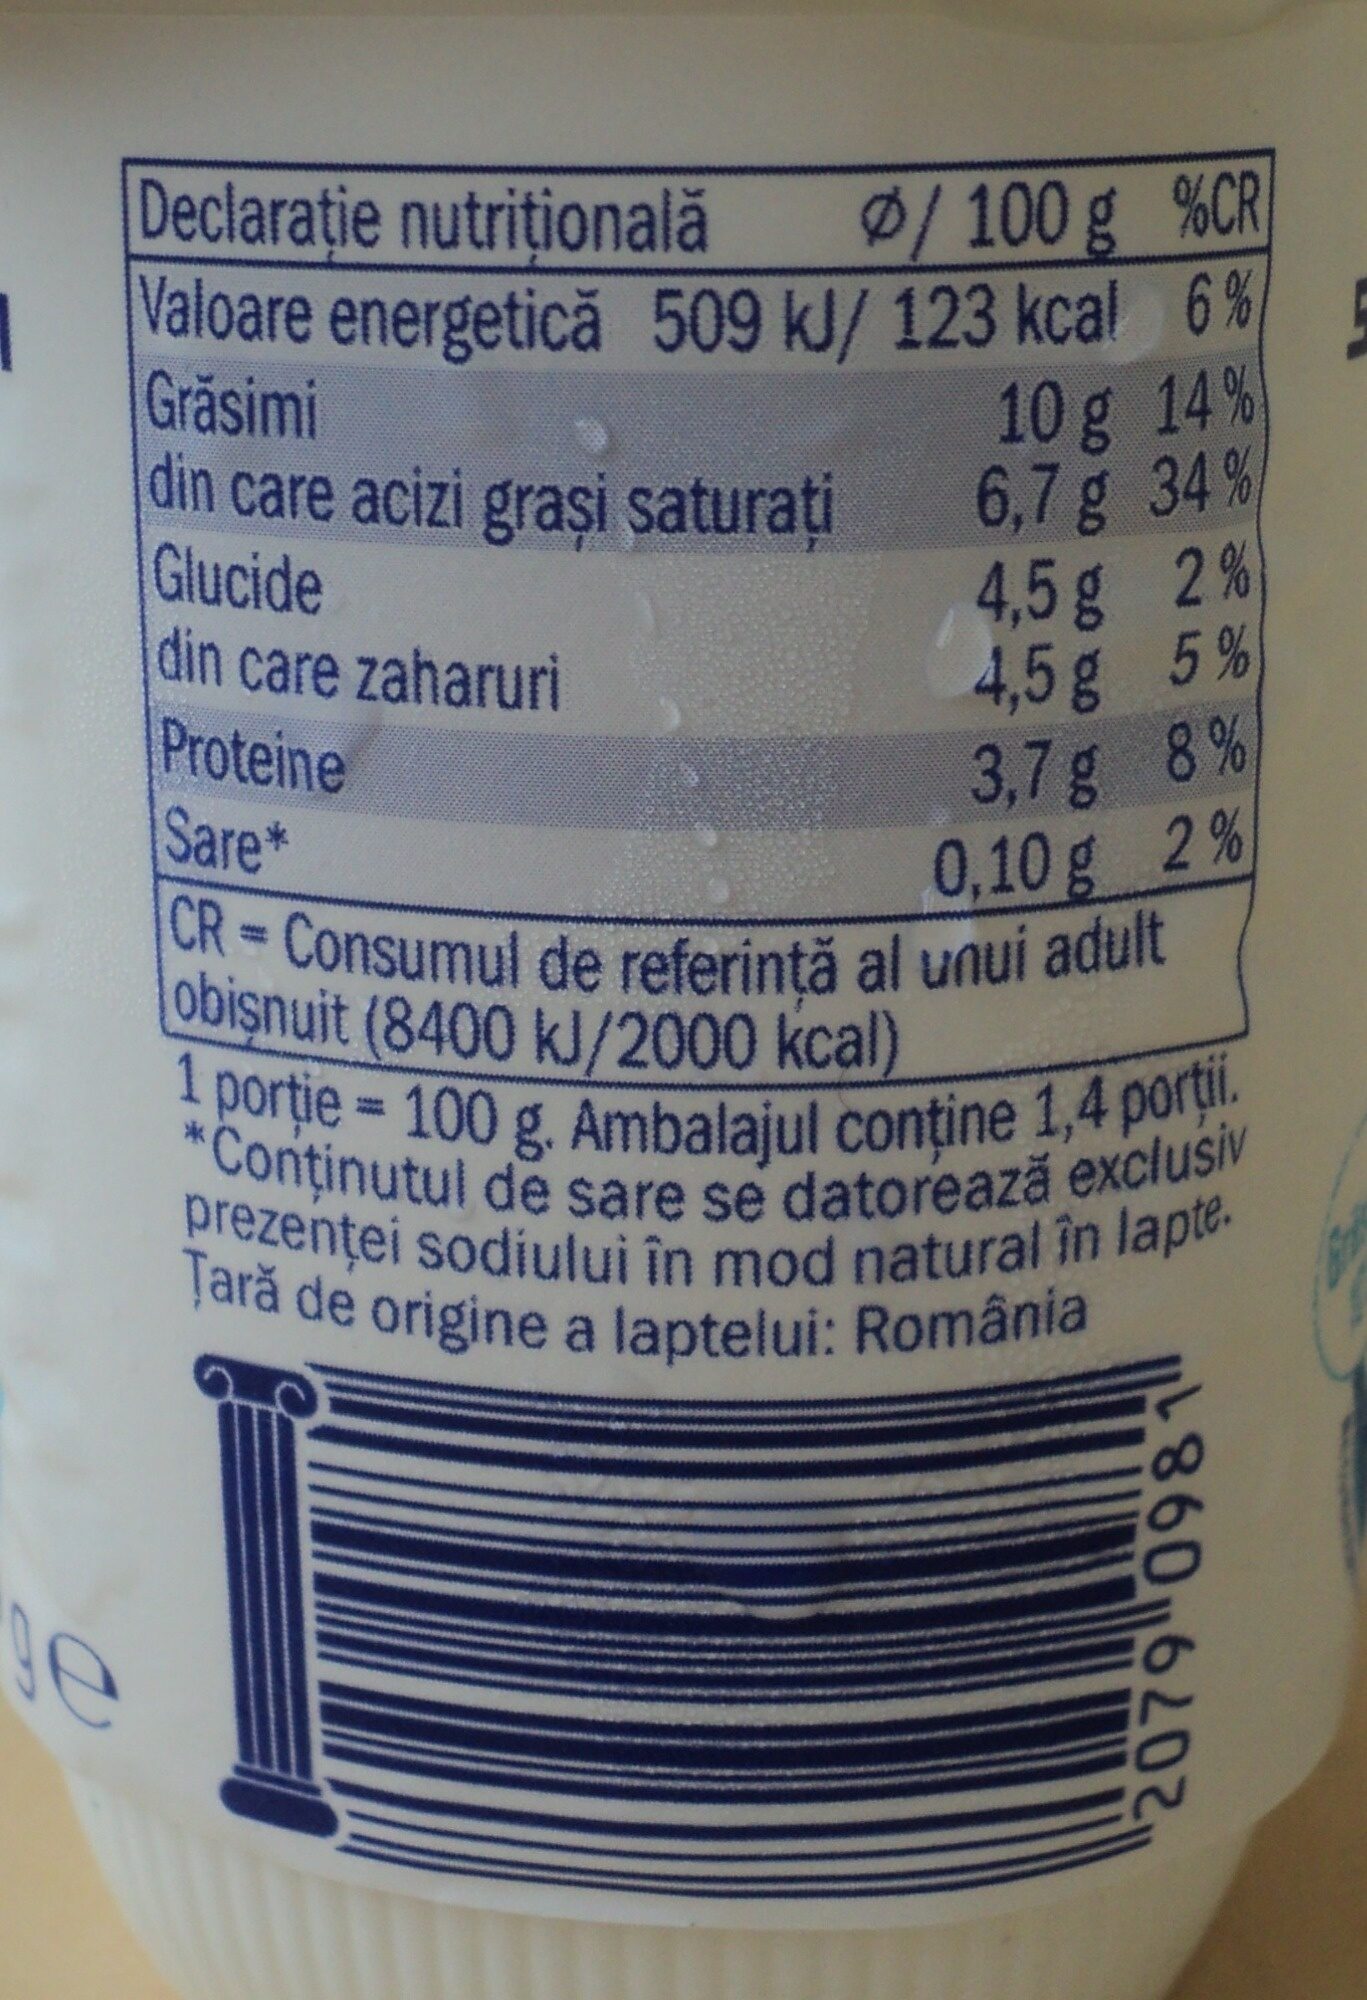 Declarație nutrițională Ø/ 100 g %CR
Valoare energetică 509 kJ/ 123 kcal 6 %
Grăsimi 10 g 14 %
din care acizi grași saturați 6,7 g 34 %
Glucide 4,5 g 2 %
din care zaharuri 4,5 g 5 %
Proteine 3,7 g 8 %
Sare* 0,10 g 2 %
CR = Consumul de referință al unui adult
obișnuit (8400 kJ/2000 kcal)
1 porție = 100 g. Ambalajul conține 1,4 porții.
*Conținutul de sare se datorează exclusiv
prezenței sodiului în mod natural în lapte.
Țară de origine a laptelui: România
2079 0981
g e